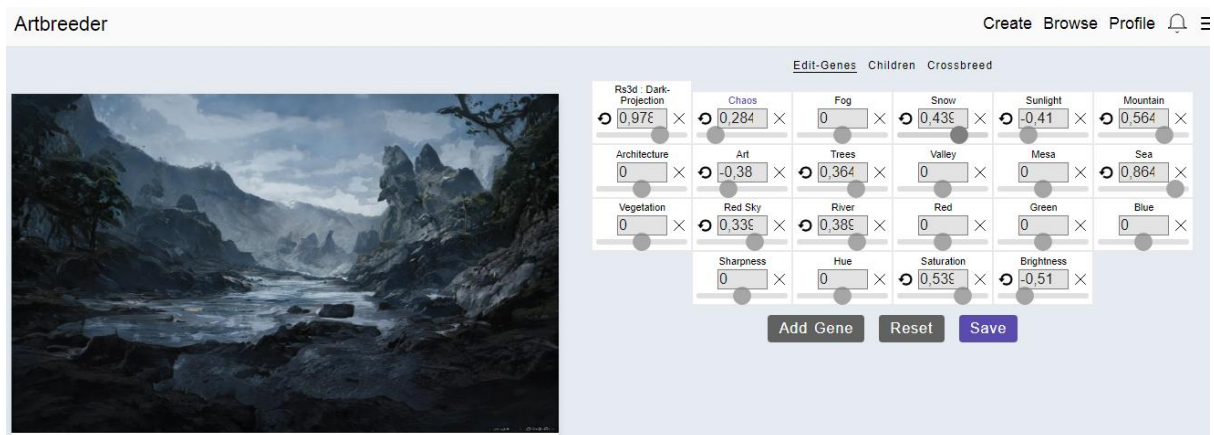 Artbreeder
Create Browse Profile
Edit-Genes Children Crossbreed
Rs3d : Dark-
Projection Chaos Fog Snow Sunlight Mountain
0,978 0,284 0 0,439 -0,41 0,564
Architecture Art Trees Valley Mesa Sea
0 -0,38 0,364 0 0 0,864
Vegetation Red Sky River Red Green Blue
0 0,339 0,389 0 0 0
Sharpness Hue Saturation Brightness
0 0 0,539 -0,51
Add Gene Reset Save